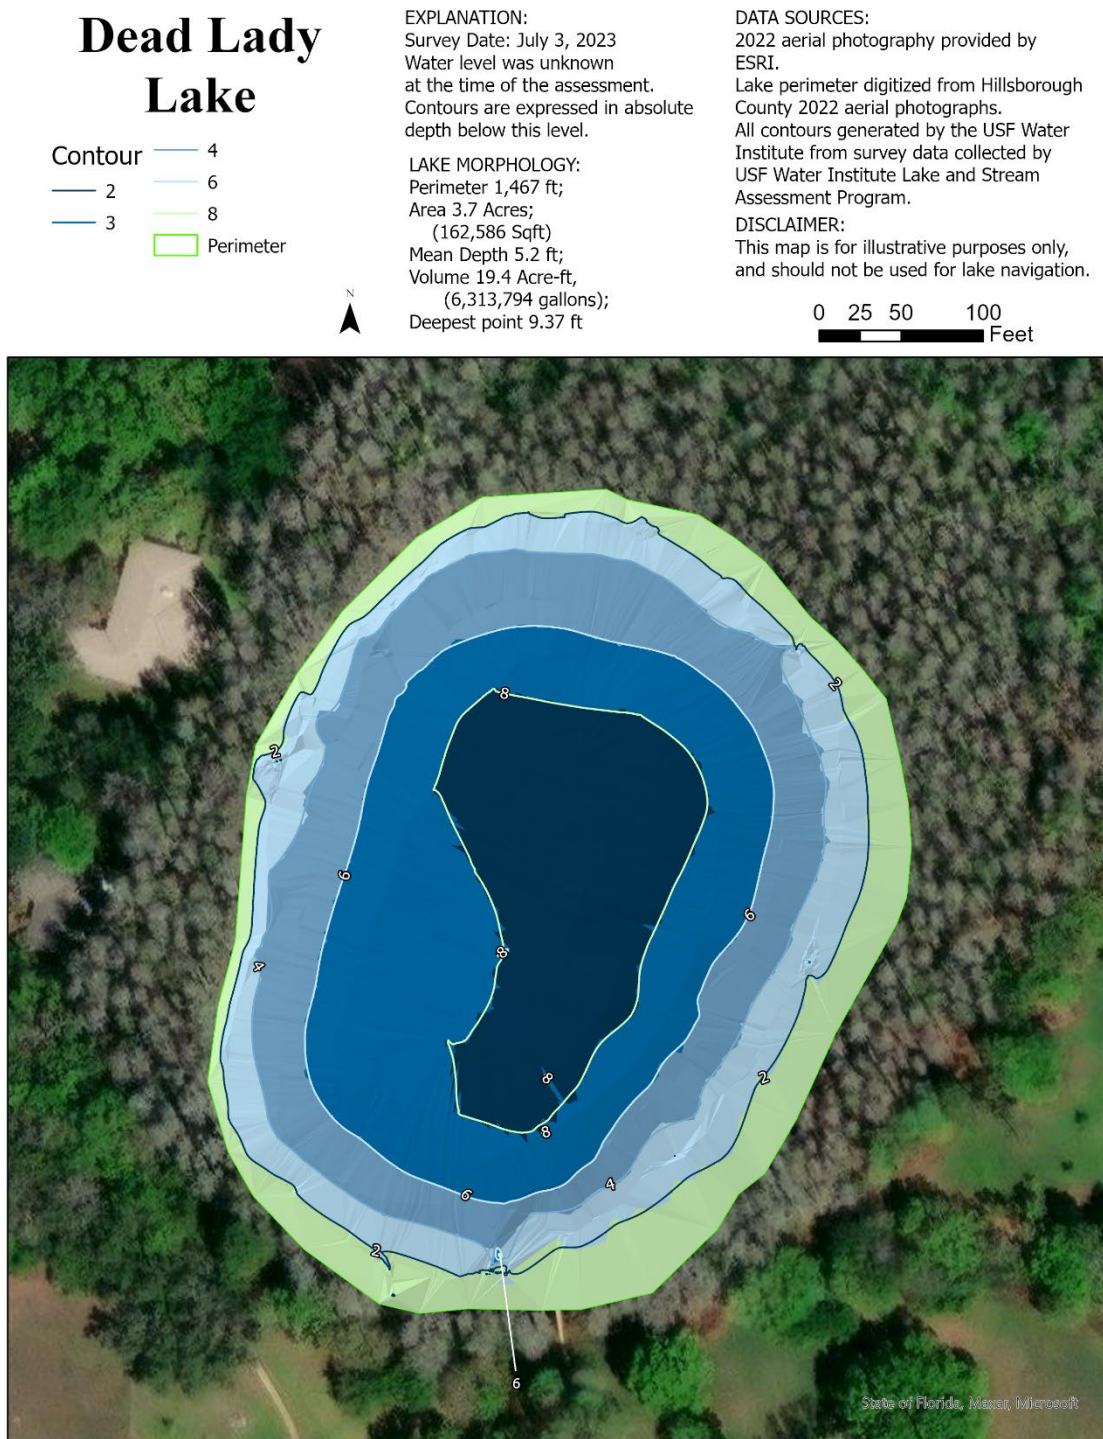 Dead Lady
Lake
Contour
2
3
4
6
8
Perimeter
N
EXPLANATION:
Survey Date: July 3, 2023
Water level was unknown
at the time of the assessment.
Contours are expressed in absolute
depth below this level.
LAKE MORPHOLOGY:
Perimeter 1,467 ft;
Area 3.7 Acres;
(162,586 Sqft)
Mean Depth 5.2 ft;
Volume 19.4 Acre-ft,
(6,313,794 gallons);
Deepest point 9.37 ft
DATA SOURCES:
2022 aerial photography provided by
ESRI.
Lake perimeter digitized from Hillsborough
County 2022 aerial photographs.
All contours generated by the USF Water
Institute from survey data collected by
USF Water Institute Lake and Stream
Assessment Program.
DISCLAIMER:
This map is for illustrative purposes only,
and should not be used for lake navigation.
0 25 50 100
Feet
2
8
2
6
6
8
4
8
2
8
4
6
2
6
State of Florida, Maxar, Microsoft